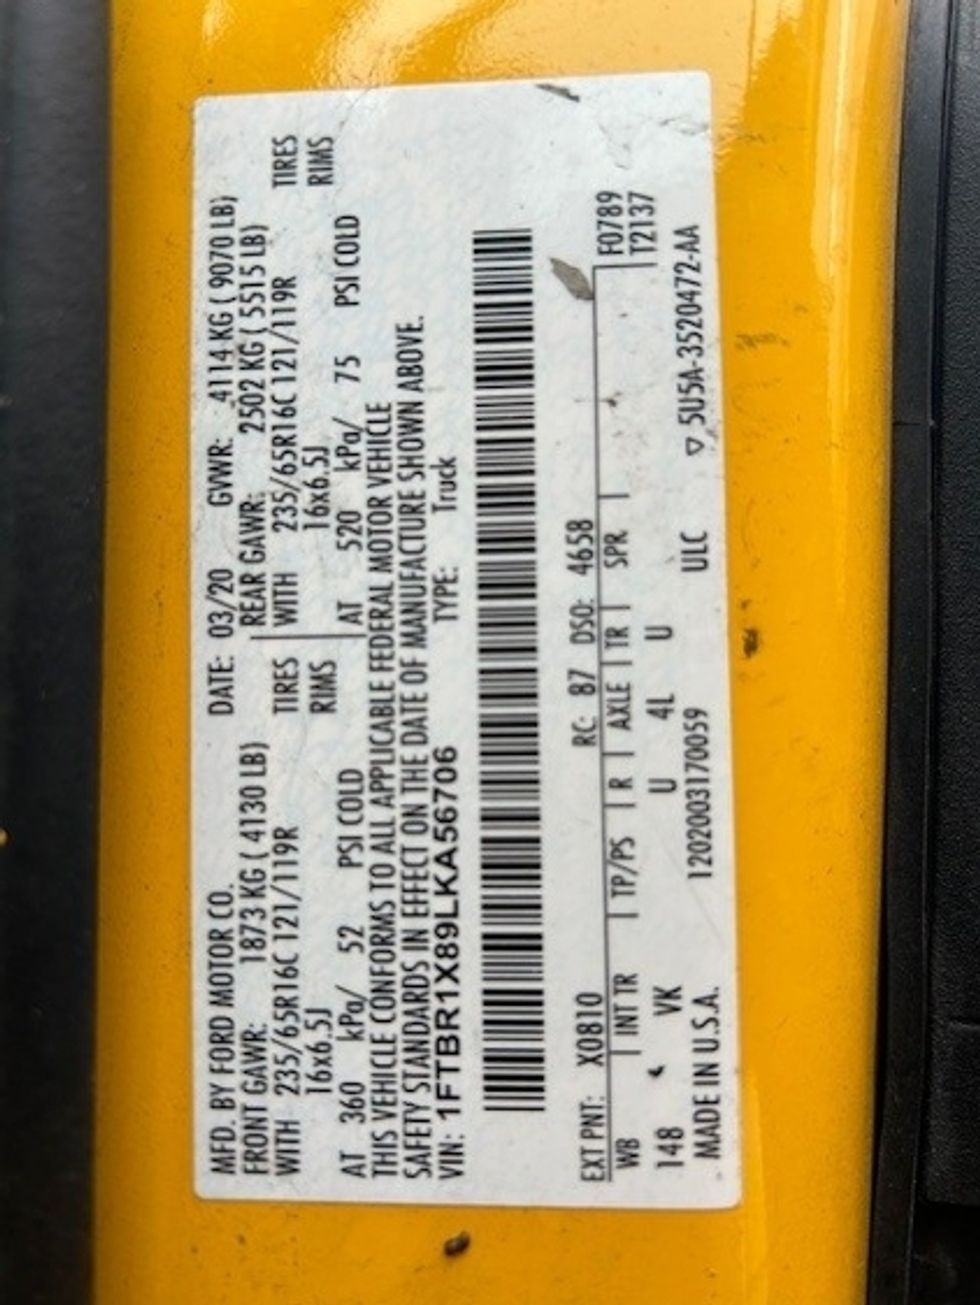 MFD. BY FORD MOTOR CO. DATE: 03/20 GVWR: 4114 KG ( 9070 LB)
FRONT GAWR: 1873 KG ( 4130 LB) REAR GAWR: 2502 KG ( 5515 LB)
WITH 235/65R16C 121/119R TIRES WITH 235/65R16C 121/119R TIRES
16x6.5J RIMS 16x6.5J RIMS
AT 360 kPa/ 52 PSI COLD AT 520 kPa/ 75 PSI COLD
THIS VEHICLE CONFORMS TO ALL APPLICABLE FEDERAL MOTOR VEHICLE
SAFETY STANDARDS IN EFFECT ON THE DATE OF MANUFACTURE SHOWN ABOVE.
VIN: 1FTBR1X89LKA56706 TYPE: Truck
EXT PNT: X0810 RC: 87 DSO: 4658 F0789
WB | INT TR | TP/PS | R | AXLE | TR | SPR | T2137
148 VK U 4L U
MADE IN U.S.A. 1202003170059 ULC ▽ 5U5A-3520472-AA